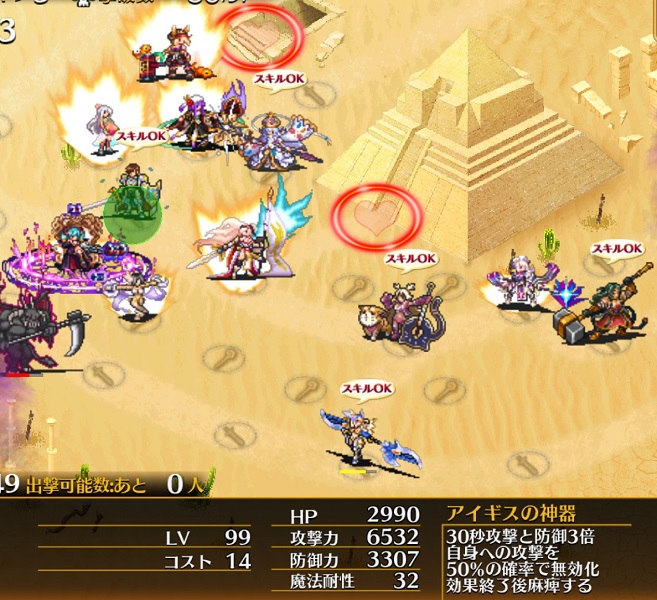 3
スキルOK
スキルOK
スキルOK
スキルOK
スキルOK
49 出撃可能数:あと 0人
HP 2990
アイギスの神器
LV 99
攻撃力 6532
30秒攻撃と防御3倍
コスト 14
防御力 3307
自身への攻撃を
50%の確率で無効化
魔法耐性 32
効果終了後麻痺する